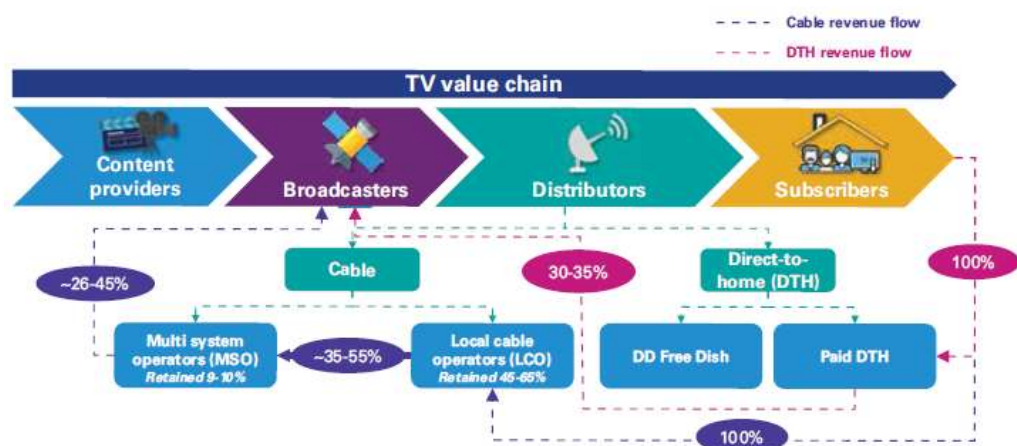 Cable revenue flow
DTH revenue flow
TV value chain
Content
providers
Broadcasters
Distributors
Subscribers
Cable
Direct-to-
home (DTH)
~26-45%
30-35%
100%
Multi system
operators (MSO)
Retained 9-10%
~35-55%
Local cable
operators (LCO)
Retained 45-65%
DD Free Dish
Paid DTH
100%